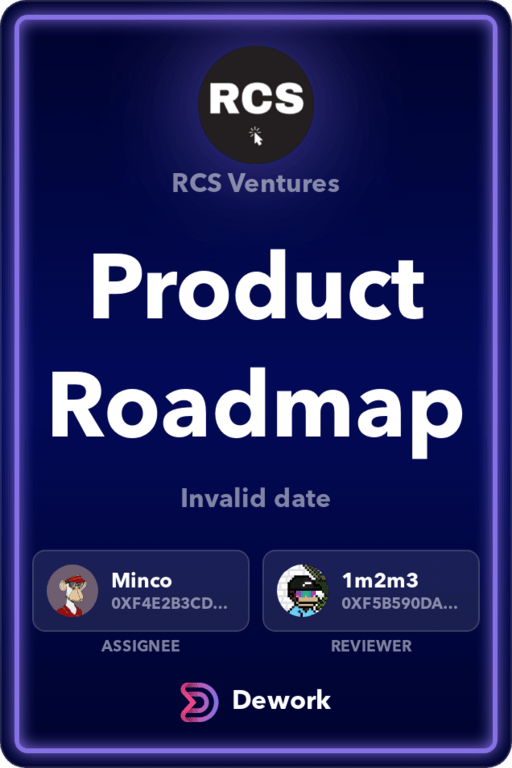 RCS
RCS Ventures
Product
Roadmap
Invalid date
Minco
0XF4E2B3CD...
1m2m3
0XF5B590DA...
ASSIGNEE
REVIEWER
Dework